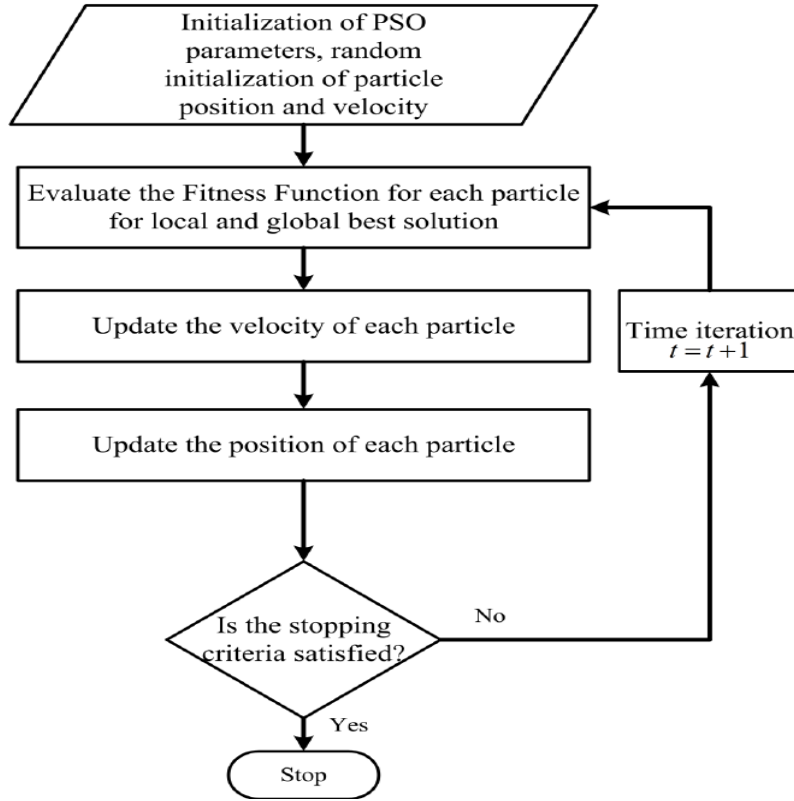 Initialization of PSO
parameters, random
initialization of particle
position and velocity
Evaluate the Fitness Function for each particle
for local and global best solution
Update the velocity of each particle
Time iteration
t = t +1
Update the position of each particle
Is the stopping
criteria satisfied?
No
Yes
Stop